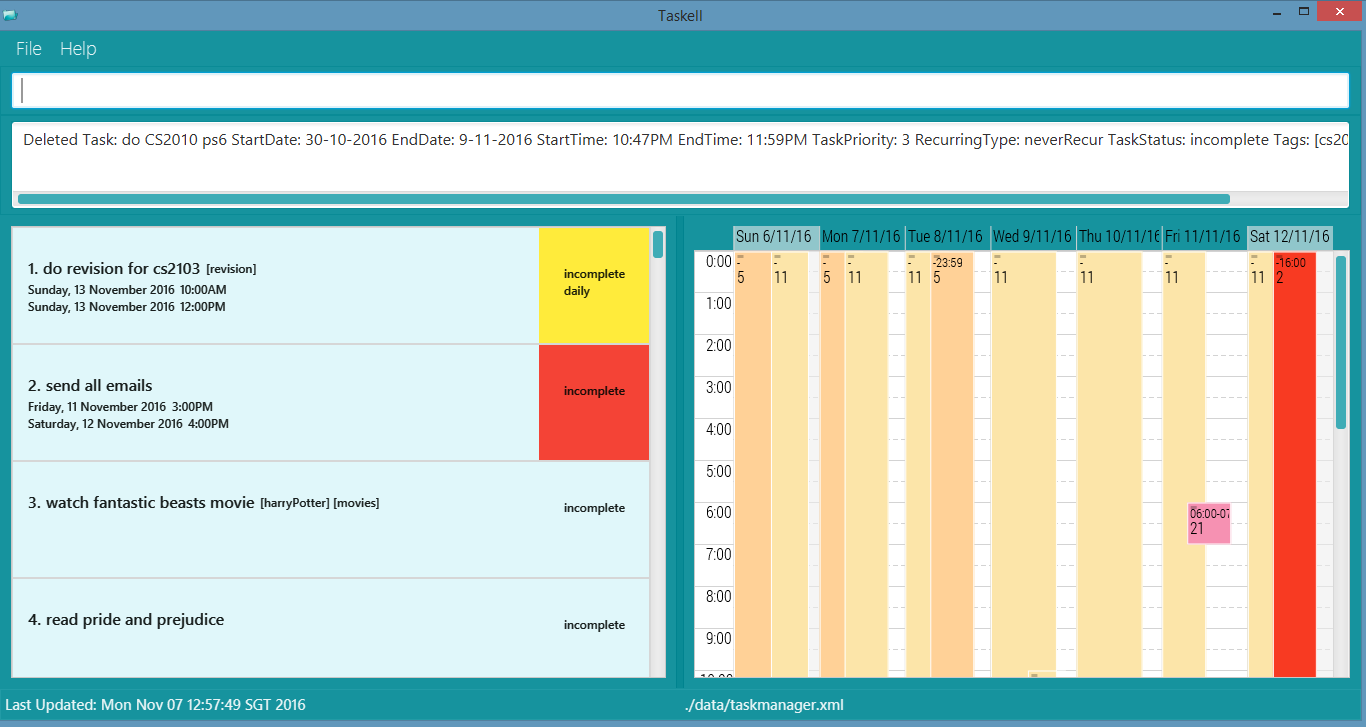 Taskell
File Help
Deleted Task: do CS2010 ps6 StartDate: 30-10-2016 EndDate: 9-11-2016 StartTime: 10:47PM EndTime: 11:59PM TaskPriority: 3 RecurringType: neverRecur TaskStatus: incomplete Tags: [cs20
1. do revision for cs2103 [revision]
Sunday, 13 November 2016 10:00AM
Sunday, 13 November 2016 12:00PM
incomplete
daily
2. send all emails
Friday, 11 November 2016 3:00PM
Saturday, 12 November 2016 4:00PM
incomplete
3. watch fantastic beasts movie [harryPotter] [movies]
incomplete
4. read pride and prejudice
incomplete
Sun 6/11/16 Mon 7/11/16 Tue 8/11/16 Wed 9/11/16 Thu 10/11/16 Fri 11/11/16 Sat 12/11/16
0:00 - - - - - -23:59 - - - - -16:00
5 11 5 11 11 5 11 11 11 11 2
1:00
2:00
3:00
4:00
5:00
6:00 06:00-07
21
7:00
8:00
9:00
10:00
Last Updated: Mon Nov 07 12:57:49 SGT 2016
./data/taskmanager.xml